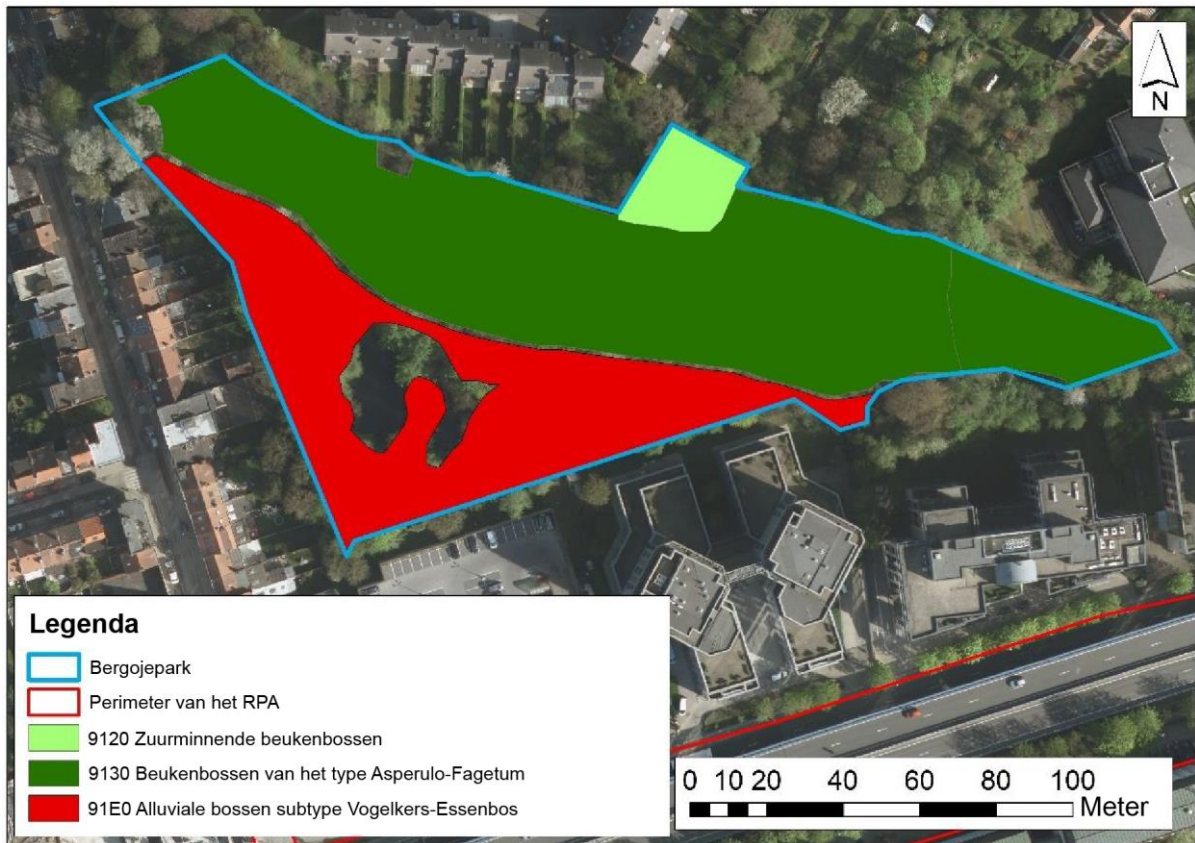 N
Legenda
Bergojepark
Perimeter van het RPA
9120 Zuurminnende beukenbossen
9130 Beukenbossen van het type Asperulo-Fagetum
91E0 Alluviale bossen subtype Vogelkers-Essenbos
0 10 20 40 60 80 100
Meter